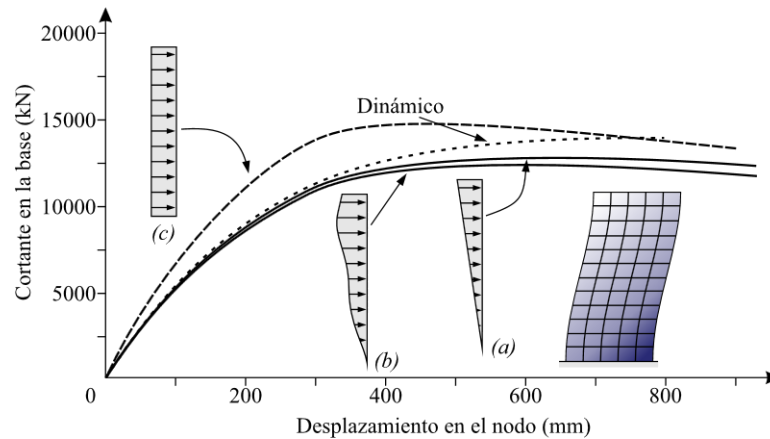 20000
15000
10000
5000
0
200
400
600
800
Cortante en la base (kN)
Desplazamiento en el nodo (mm)
Dinámico
(c)
(b)
(a)